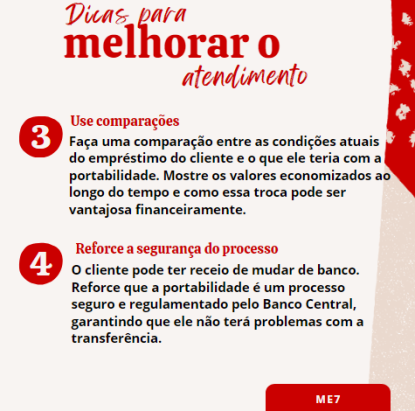 Dicas para
melhorar o
atendimento
3
Use comparações
Faça uma comparação entre as condições atuais
do empréstimo do cliente e o que ele teria com a
portabilidade. Mostre os valores economizados ao
longo do tempo e como essa troca pode ser
vantajosa financeiramente.
4
Reforce a segurança do processo
O cliente pode ter receio de mudar de banco.
Reforce que a portabilidade é um processo
seguro e regulamentado pelo Banco Central,
garantindo que ele não terá problemas com a
transferência.
ME7